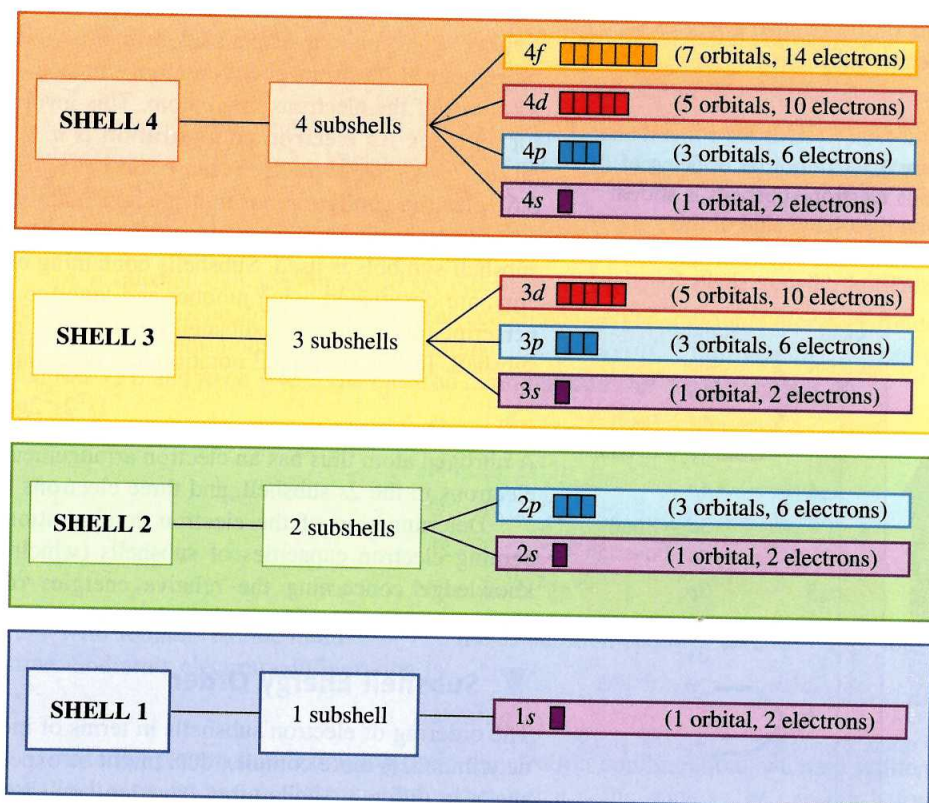 SHELL 4
4 subshells
4f (7 orbitals, 14 electrons)
4d (5 orbitals, 10 electrons)
4p (3 orbitals, 6 electrons)
4s (1 orbital, 2 electrons)
SHELL 3
3 subshells
3d (5 orbitals, 10 electrons)
3p (3 orbitals, 6 electrons)
3s (1 orbital, 2 electrons)
SHELL 2
2 subshells
2p (3 orbitals, 6 electrons)
2s (1 orbital, 2 electrons)
SHELL 1
1 subshell
1s (1 orbital, 2 electrons)